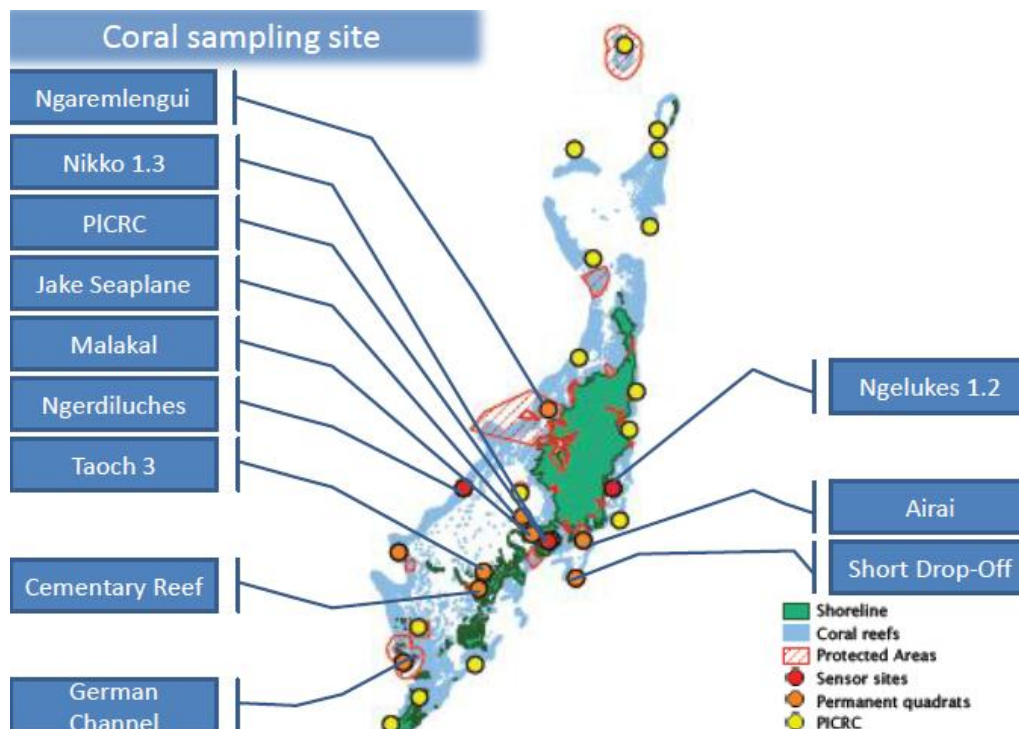 Coral sampling site
Ngaremlengui
Nikko 1.3
PICRC
Jake Seaplane
Malakal
Ngerdiluches
Taoch 3
Cementary Reef
German
Channel
Ngelukes 1.2
Airai
Short Drop-Off
Shoreline
Coral reefs
Protected Areas
Sensor sites
Permanent quadrats
PICRC